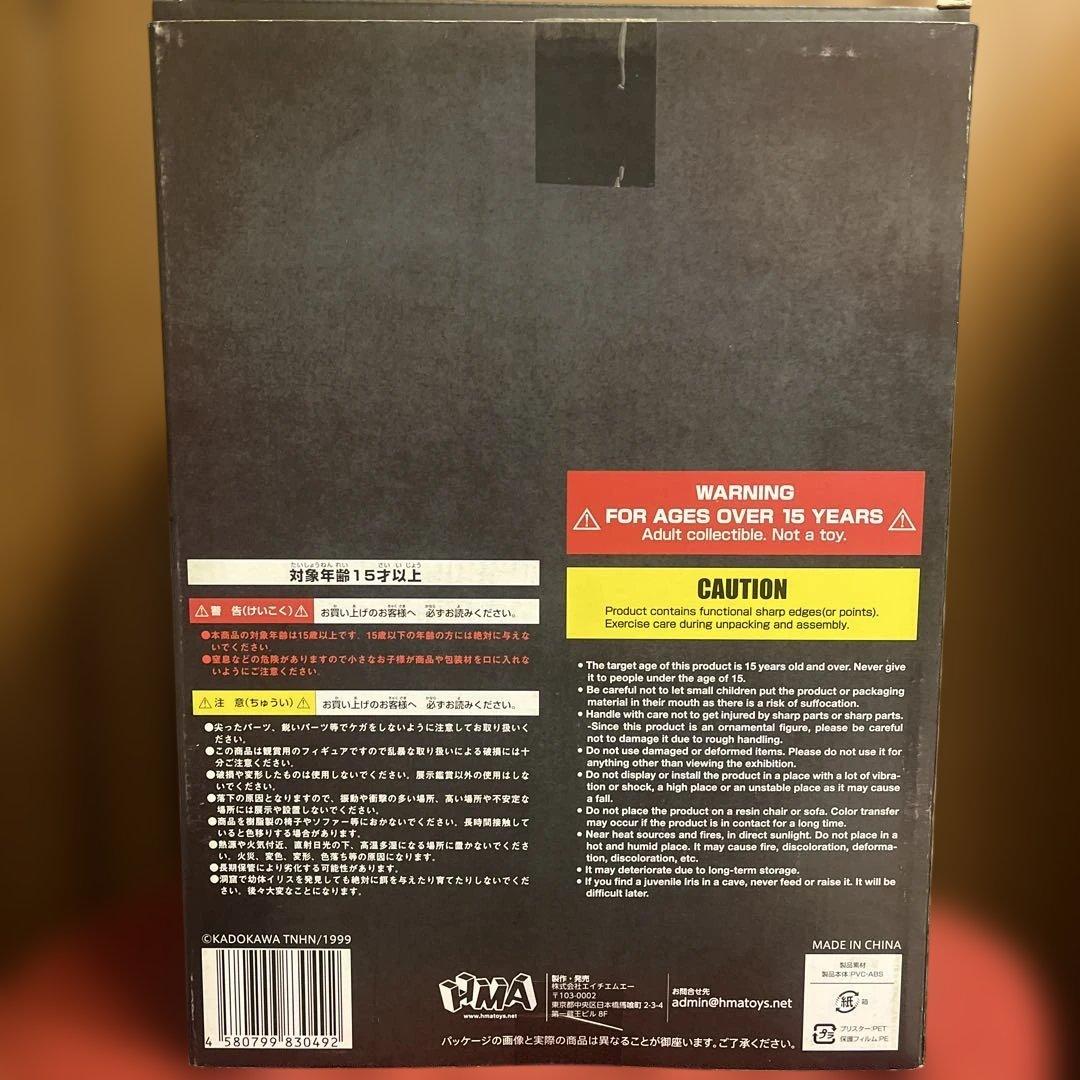 WARNING
FOR AGES OVER 15 YEARS
Adult collectible. Not a toy.
CAUTION
Product contains functional sharp edges(or points).
Exercise care during unpacking and assembly.
たいしょうねんれい さいいじょう
対象年齢15才以上
警 告(けいこく)
お買い上げのお客様へ 必ずお読みください。
●本商品の対象年齢は15歳以上です。15歳以下の年齢の方には絶対に与えな
いでください。
●窒息などの危険がありますので小さなお子様が商品や包装材を口に入れな
いようにご注意ください。
注 意(ちゅうい)
お買い上げのお客様へ 必ずお読みください。
●尖ったパーツ、鋭いパーツ等でケガをしないように注意してお取り扱いく
ださい。
●この商品は観賞用のフィギュアですので乱暴な取り扱いによる破損には十
分ご注意ください。
●破損や変形したものは使用しないでください。展示鑑賞以外の使用はしな
いでください。
●落下の原因となりますので、振動や衝撃の多い場所、高い場所や不安定な
場所には展示や設置しないでください。
●商品を樹脂製の椅子やソファー等におかないでください。長時間接触して
いると色移りする場合があります。
●熱源や火気付近、直射日光の下、高温多湿になる場所に置かないでくださ
い。火災、変色、変形、色落ち等の原因になります。
●長期保管により劣化する可能性があります。
●洞窟で幼体イリスを発見しても絶対に餌を与えたり育てたりしないでくだ
さい。後々大変なことになります。
● The target age of this product is 15 years old and over. Never give
it to people under the age of 15.
● Be careful not to let small children put the product or packaging
material in their mouth as there is a risk of suffocation.
● Handle with care not to get injured by sharp parts or sharp parts.
-Since this product is an ornamental figure, please be careful
not to damage it due to rough handling.
● Do not use damaged or deformed items. Please do not use it for
anything other than viewing the exhibition.
● Do not display or install the product in a place with a lot of vibra-
tion or shock, a high place or an unstable place as it may cause
a fall.
● Do not place the product on a resin chair or sofa. Color transfer
may occur if the product is in contact for a long time.
● Near heat sources and fires, in direct sunlight. Do not place in a
hot and humid place. It may cause fire, discoloration, deforma-
tion, discoloration, etc.
● It may deteriorate due to long-term storage.
● If you find a juvenile Iris in a cave, never feed or raise it. It will be
difficult later.
©KADOKAWA TNHN/1999
4 580799 830492
HMA
www.hmatoys.net
製作・発売
株式会社エイチエムエー
〒103-0002
東京都中央区日本橋馬喰町 2-3-4
第一蔵王ビル 8F
お問合せ先
admin@hmatoys.net
パッケージの画像と実際の商品は異なることが御座います。ご了承ください。
MADE IN CHINA
製品素材
製品本体:PVC・ABS
紙 箱
プラ
ブリスター:PET
保護フィルム:PE